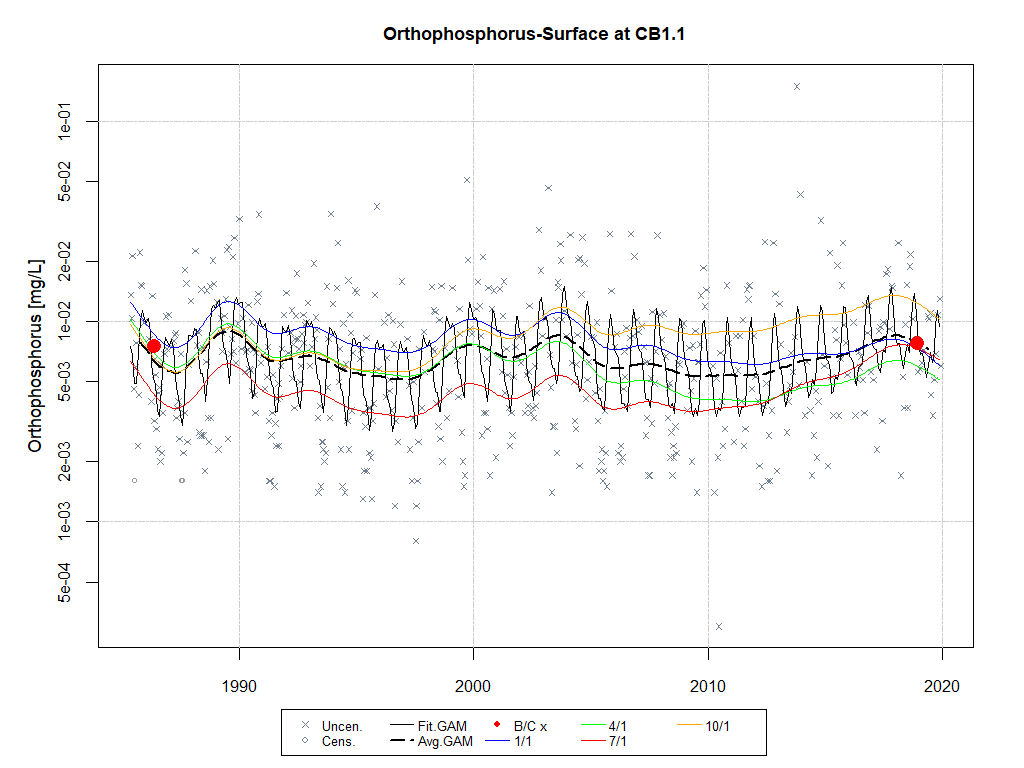 Orthophosphorus-Surface at CB1.1
Orthophosphorus [mg/L]
1e-01
5e-02
2e-02
1e-02
5e-03
2e-03
1e-03
5e-04
1990 2000 2010 2020
Uncen. Fit.GAM B/C x 4/1 10/1
Cens. Avg.GAM 1/1 7/1